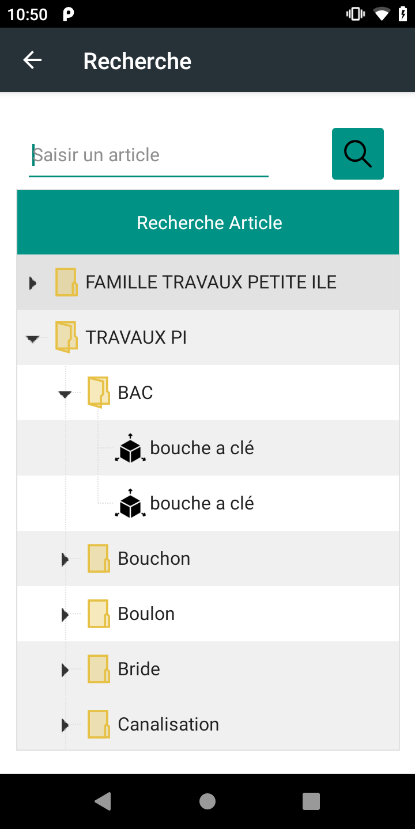 10:50
Recherche
Saisir un article
Recherche Article
FAMILLE TRAVAUX PETITE ILE
TRAVAUX PI
BAC
bouche a clé
bouche a clé
Bouchon
Boulon
Bride
Canalisation